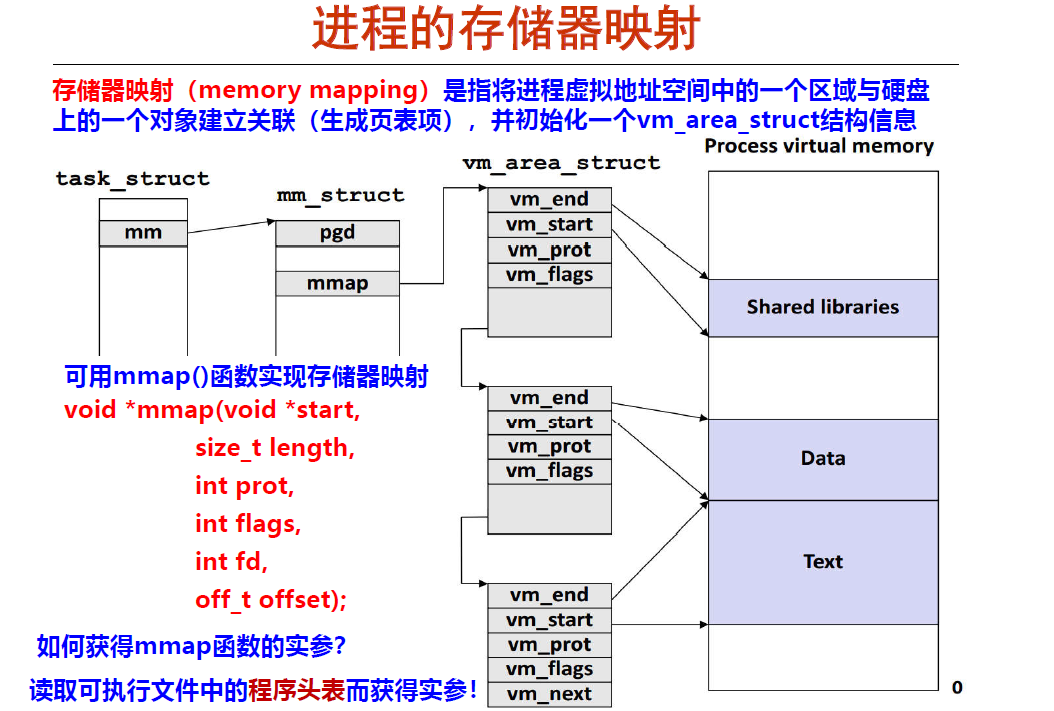 进程的存储器映射
存储器映射（memory mapping）是指将进程虚拟地址空间中的一个区域与硬盘
上的一个对象建立关联（生成页表项），并初始化一个vm_area_struct结构信息
Process virtual memory
vm_area_struct
task_struct
mm_struct
mm
pgd
mmap
vm_end
vm_start
vm_prot
vm_flags
Shared libraries
可用mmap()函数实现存储器映射
void *mmap(void *start,
size_t length,
int prot,
int flags,
int fd,
off_t offset);
vm_end
vm_start
vm_prot
vm_flags
Data
Text
vm_end
vm_start
vm_prot
vm_flags
vm_next
0
如何获得mmap函数的实参？
读取可执行文件中的程序头表而获得实参！